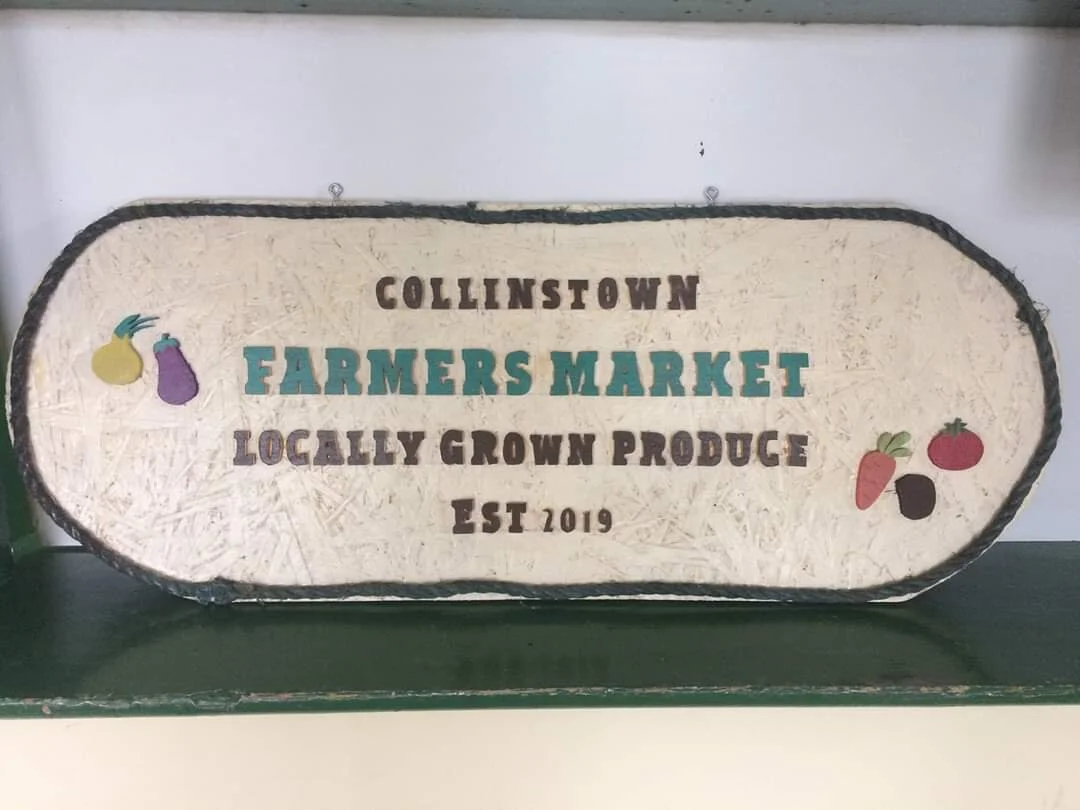 COLLINSTOWN
FARMERS MARKET
LOCALLY GROWN PRODUCE
EST 2019